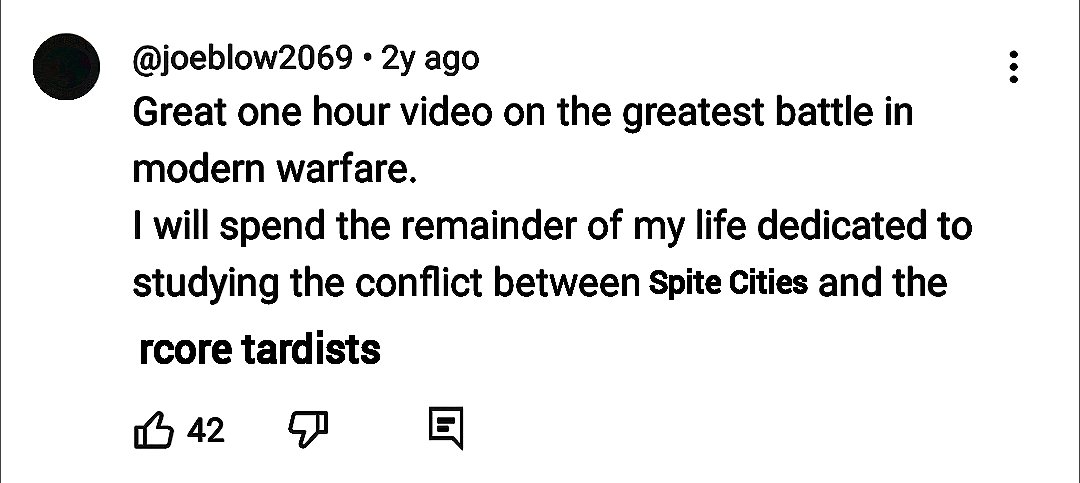 @joeblow2069 • 2y ago
Great one hour video on the greatest battle in
modern warfare.
I will spend the remainder of my life dedicated to
studying the conflict between Spite Cities and the
rcore tardists
42